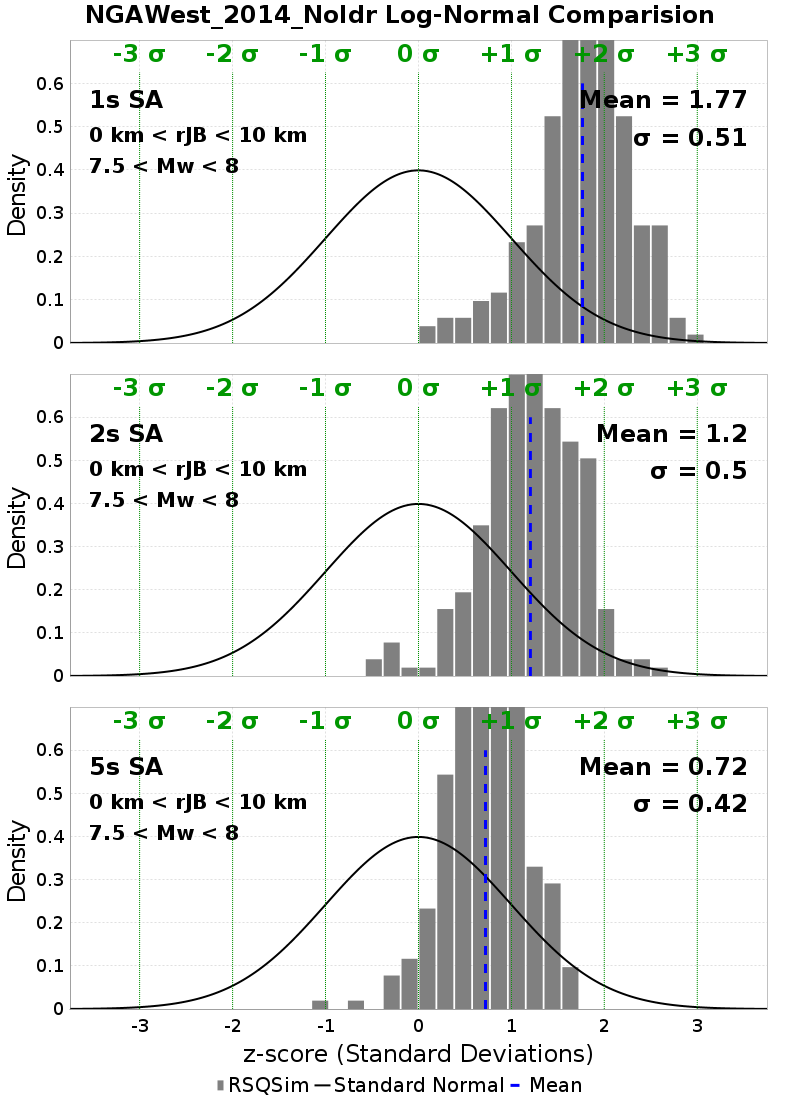 NGAWest_2014_NoIdr Log-Normal Comparision
-3 σ -2 σ -1 σ 0 σ +1 σ +2 σ +3 σ
0.6
1s SA Mean = 1.77
0.5
0 km < rJB < 10 km σ = 0.51
7.5 < Mw < 8
0.4
0.3
0.2
0.1
0
Density
-3 σ -2 σ -1 σ 0 σ +1 σ +2 σ +3 σ
0.6
2s SA Mean = 1.2
0.5
0 km < rJB < 10 km σ = 0.5
7.5 < Mw < 8
0.4
0.3
0.2
0.1
0
Density
-3 σ -2 σ -1 σ 0 σ +1 σ +2 σ +3 σ
0.6
5s SA Mean = 0.72
0.5
0 km < rJB < 10 km σ = 0.42
7.5 < Mw < 8
0.4
0.3
0.2
0.1
0
Density
-3 -2 -1 0 1 2 3
z-score (Standard Deviations)
RSQSim Standard Normal Mean